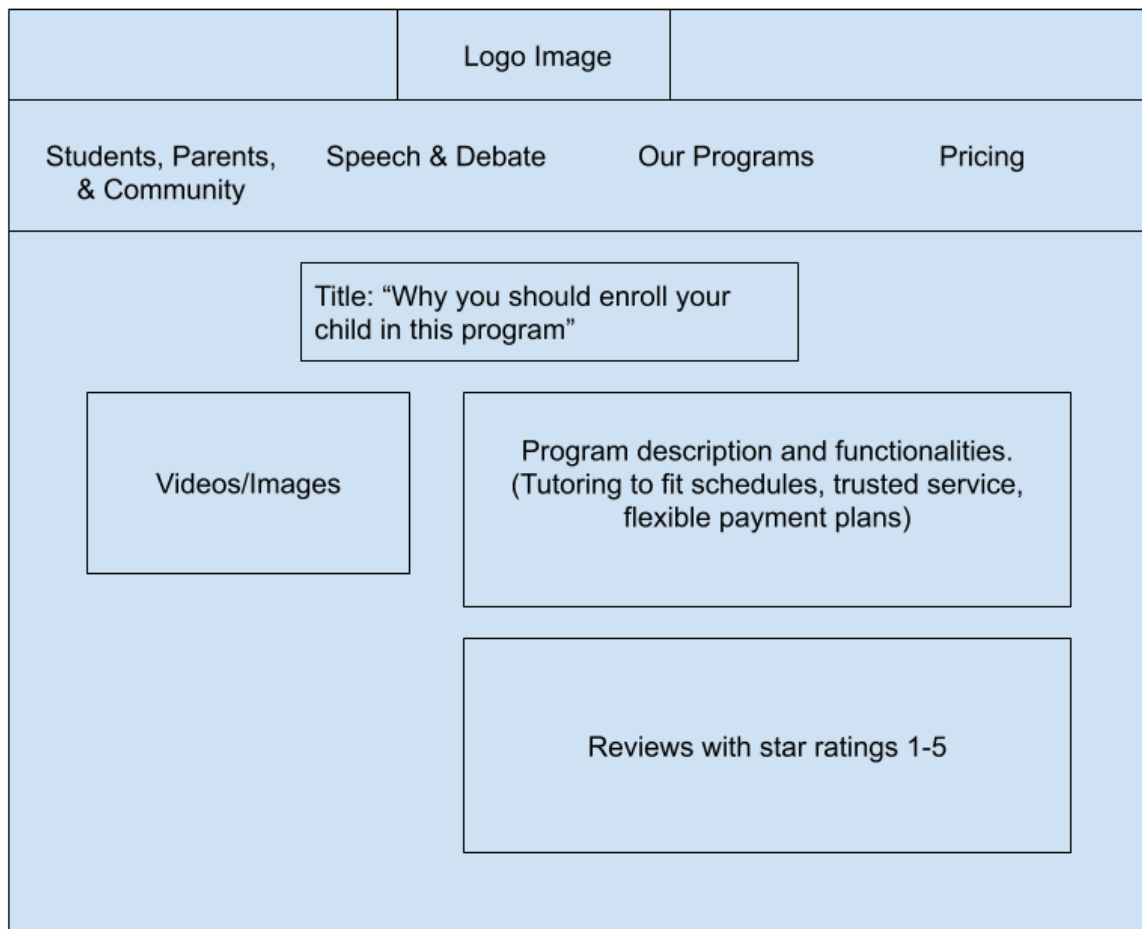 Logo Image
Students, Parents,
& Community
Speech & Debate
Our Programs
Pricing
Title: “Why you should enroll your
child in this program”
Videos/Images
Program description and functionalities.
(Tutoring to fit schedules, trusted service,
flexible payment plans)
Reviews with star ratings 1-5